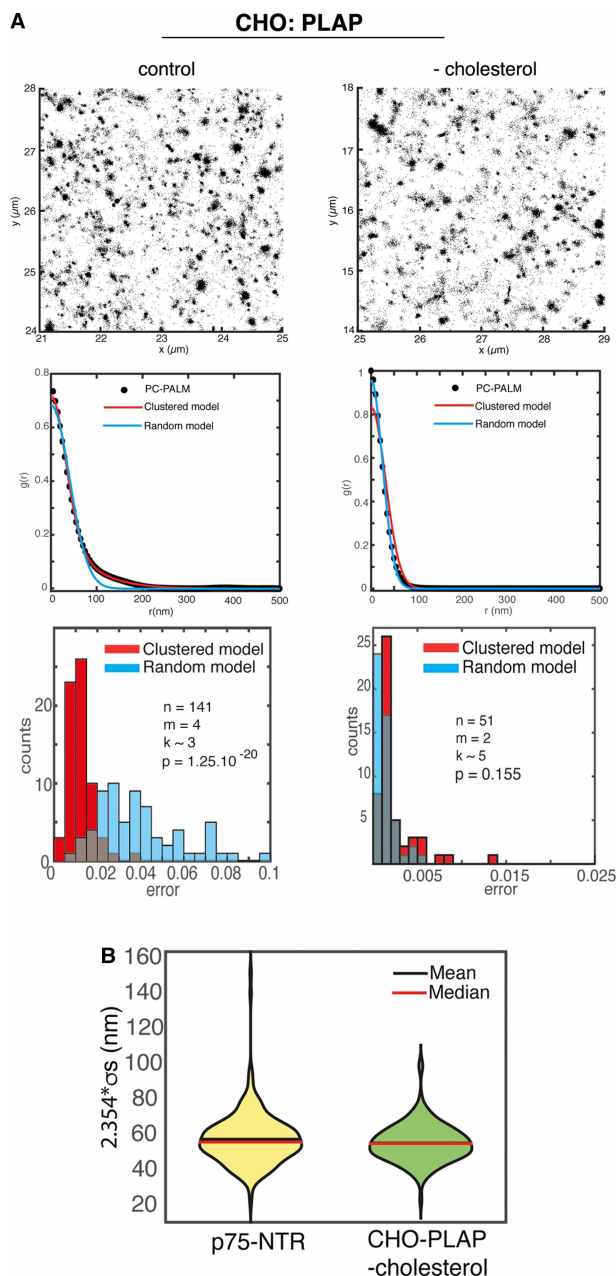 A
CHO: PLAP
control
- cholesterol
28
27
26
25
24
y (µm)
21 22 23 24 25
x (µm)
18
17
16
15
14
y (µm)
25 26 27 28 29
x (µm)
0.8
0.6
0.4
0.2
0
g(r)
PC-PALM
Clustered model
Random model
0 100 200 300 400 500
r(nm)
1
0.8
0.6
0.4
0.2
0
g(r)
PC-PALM
Clustered model
Random model
0 100 200 300 400 500
r (nm)
Clustered model
Random model
n = 141
m = 4
k ~ 3
p = 1.25.10 -20
20
10
0
counts
0 0.02 0.04 0.06 0.08 0.1
error
Clustered model
Random model
n = 51
m = 2
k ~ 5
p = 0.155
25
20
15
10
5
counts
0.005 0.015 0.025
error
B
160
140
120
100
80
60
40
20
2.354*σs (nm)
Mean
Median
p75-NTR
CHO-PLAP
-cholesterol